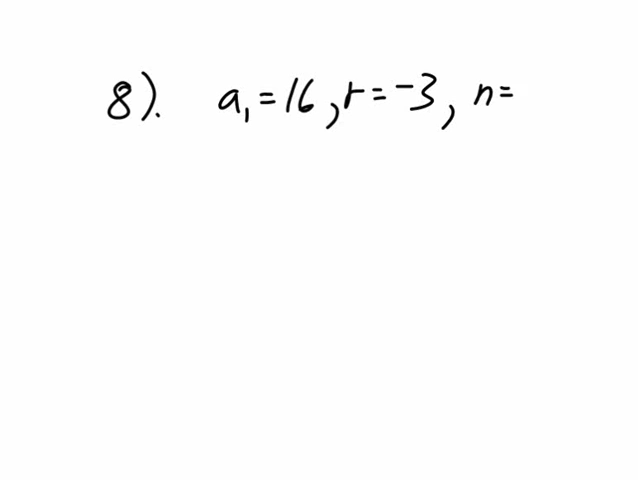 8). a₁ = 16, r = -3, n =